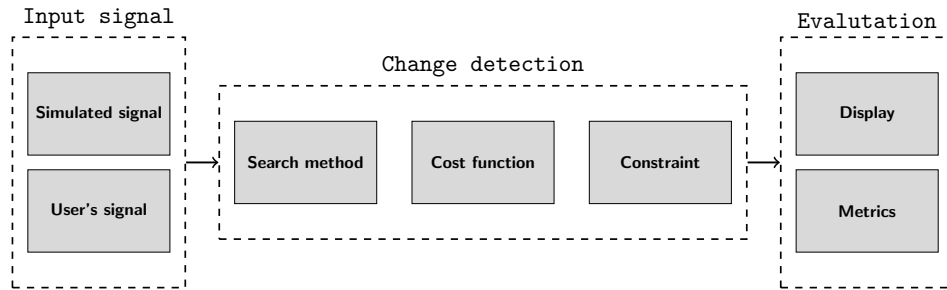 Input signal
Simulated signal
User's signal
Change detection
Search method
Cost function
Constraint
Evalutation
Display
Metrics